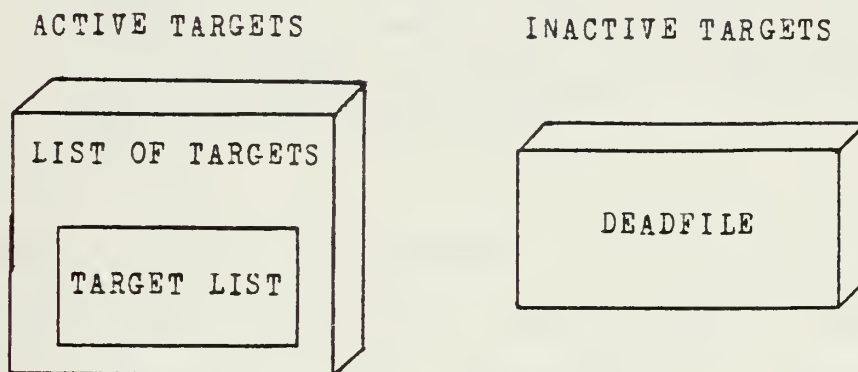 ACTIVE TARGETS
INACTIVE TARGETS
LIST OF TARGETS
TARGET LIST
DEADFILE